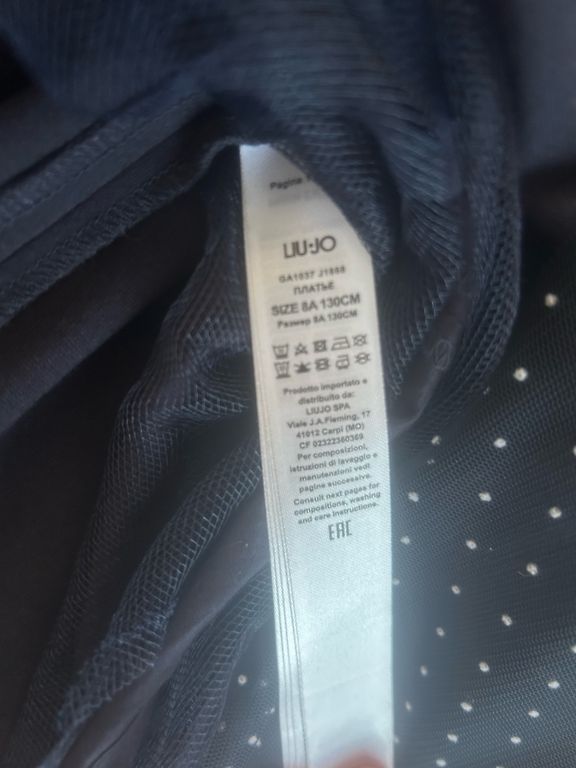 Pagina
LIU·JO
GA1037 J1888
ПЛАТЬЕ
SIZE 8A 130CM
Размер 8A 130CM
Prodotto importato e
distribuito da:
LIUJO SPA
Viale J.A.Fleming, 17
41012 Carpi (MO)
CF 02322360369
Per composizioni,
istruzioni di lavaggio e
manutenzioni vedi
pagine successive.
Consult next pages for
compositions, washing
and care instructions.
EAC